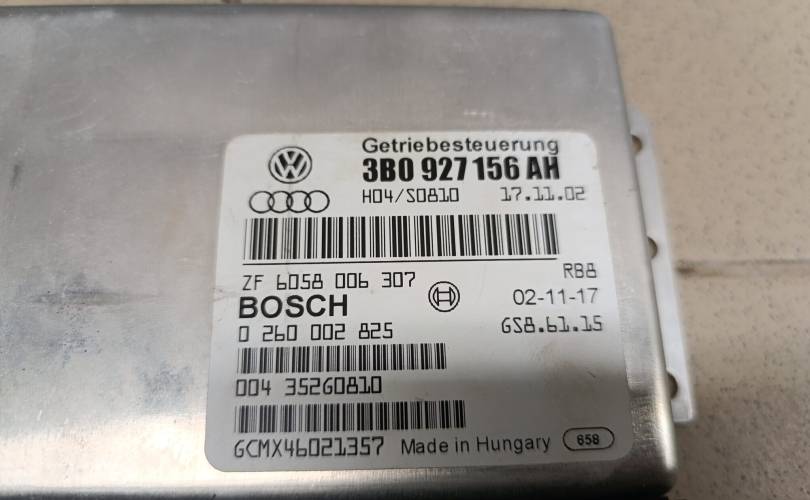 Getriebesteuerung
3B0 927 156 AH
H04/S0810 17.11.02
ZF 6058 006 307 RB8
BOSCH 02-11-17
0 260 002 825 GS8.61.15
004 35260810
GCMX46021357 Made in Hungary 658